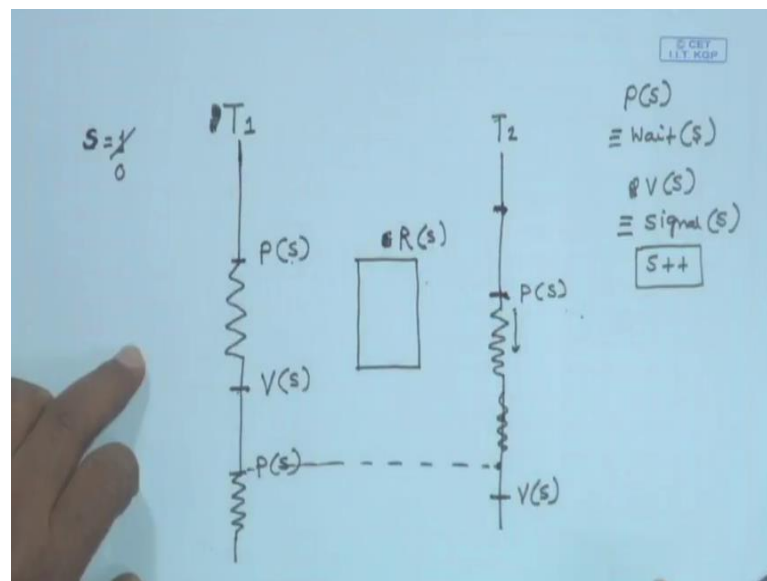 © CET
I.I.T. KGP
P(S)
≡ Wait(S)
V(S)
≡ Signal(S)
S++
S = 1
0
T1
T2
P(S)
R(S)
P(S)
V(S)
P(S)
V(S)